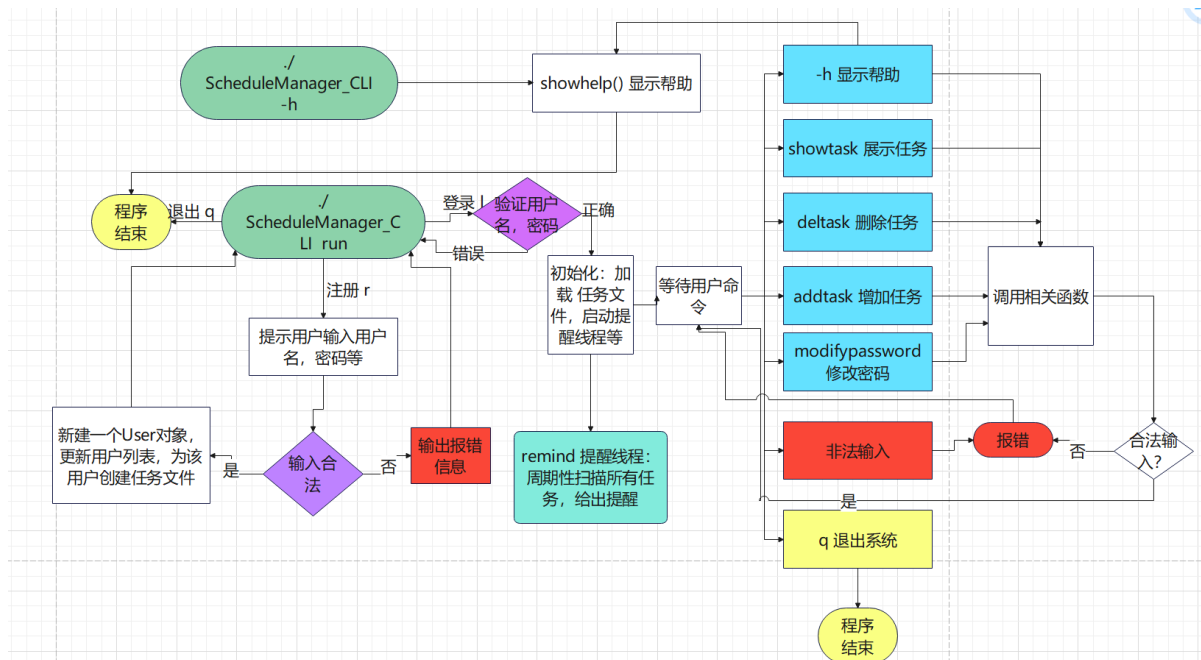 ./
ScheduleManager_CLI
-h
showhelp() 显示帮助
-h 显示帮助
showtask 展示任务
deltask 删除任务
addtask 增加任务
modifypassword
修改密码
非法输入
q 退出系统
程序
结束
程序
结束
退出 q
./
ScheduleManager_C
LI run
登录 l
验证用户
名，密码
正确
错误
注册 r
提示用户输入用户
名，密码等
初始化：加
载 任务文
件，启动提
醒线程等
等待用户命
令
调用相关函数
新建一个User对象，
更新用户列表，为该
用户创建任务文件
是
输入合
法
否
输出报错
信息
remind 提醒线程：
周期性扫描所有任
务，给出提醒
报错
否
合法输
入？
是